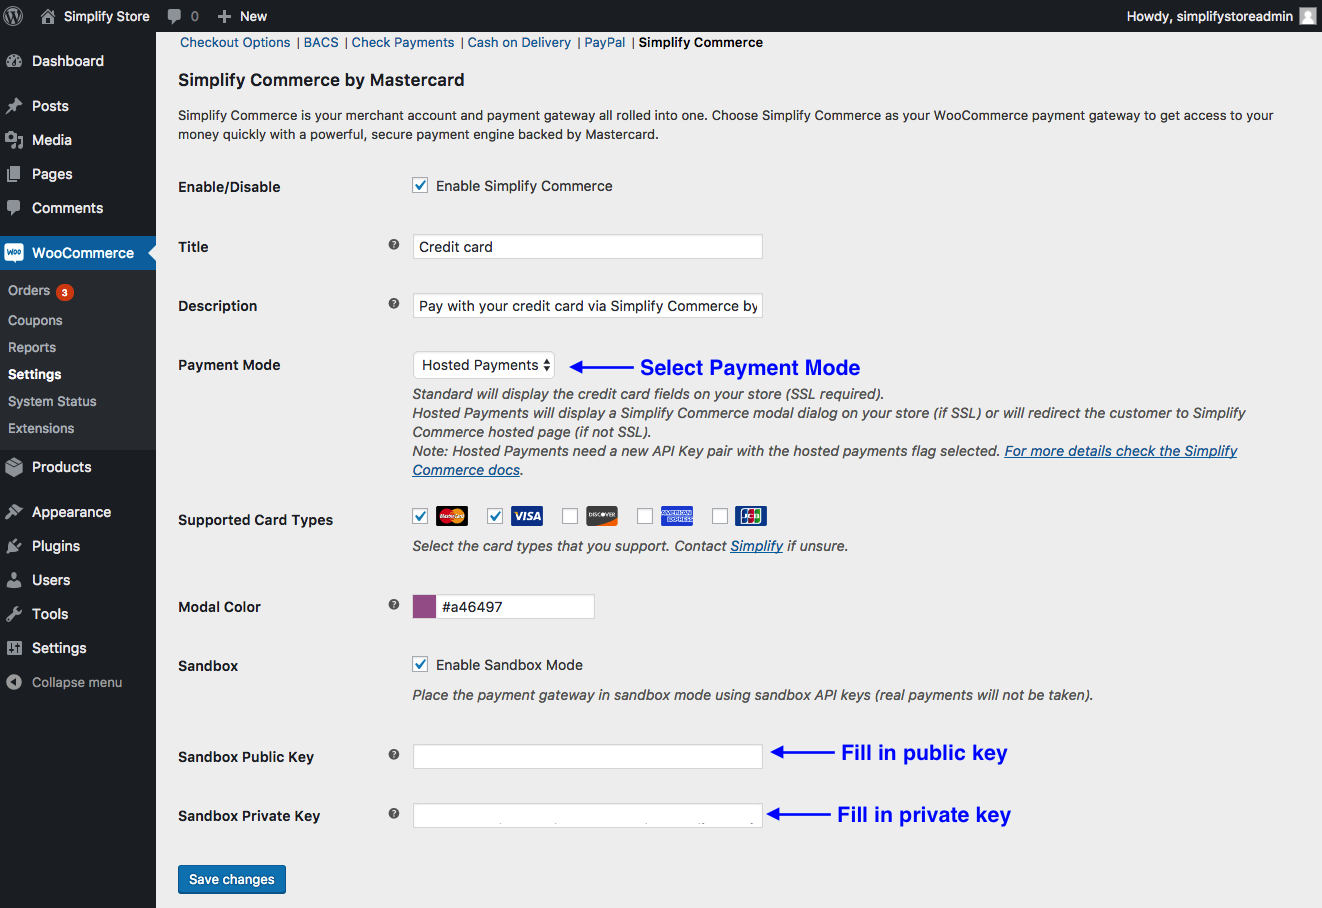 Simplify Store 0 + New Howdy, simplifystoreadmin
Dashboard
Posts
Media
Pages
Comments
WOO WooCommerce
Orders 3
Coupons
Reports
Settings
System Status
Extensions
Products
Appearance
Plugins
Users
Tools
Settings
Collapse menu
Checkout Options | BACS | Check Payments | Cash on Delivery | PayPal | Simplify Commerce
Simplify Commerce by Mastercard
Simplify Commerce is your merchant account and payment gateway all rolled into one. Choose Simplify Commerce as your WooCommerce payment gateway to get access to your
money quickly with a powerful, secure payment engine backed by Mastercard.
Enable/Disable Enable Simplify Commerce
Title ? Credit card
Description ? Pay with your credit card via Simplify Commerce by
Payment Mode Hosted Payments Select Payment Mode
Standard will display the credit card fields on your store (SSL required).
Hosted Payments will display a Simplify Commerce modal dialog on your store (if SSL) or will redirect the customer to Simplify
Commerce hosted page (if not SSL).
Note: Hosted Payments need a new API Key pair with the hosted payments flag selected. For more details check the Simplify
Commerce docs.
Supported Card Types MasterCard VISA DISCOVER AMERICAN EXPRESS JCB
Select the card types that you support. Contact Simplify if unsure.
Modal Color ? #a46497
Sandbox Enable Sandbox Mode
Place the payment gateway in sandbox mode using sandbox API keys (real payments will not be taken).
Sandbox Public Key ? Fill in public key
Sandbox Private Key ? Fill in private key
Save changes